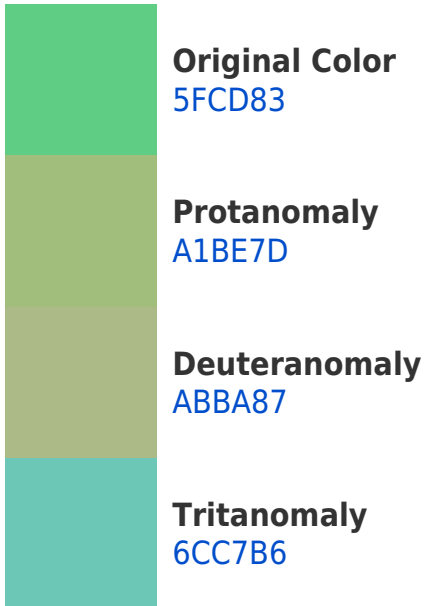 Original Color
5FCD83
Protanomaly
A1BE7D
Deuteranomaly
ABBA87
Tritanomaly
6CC7B6